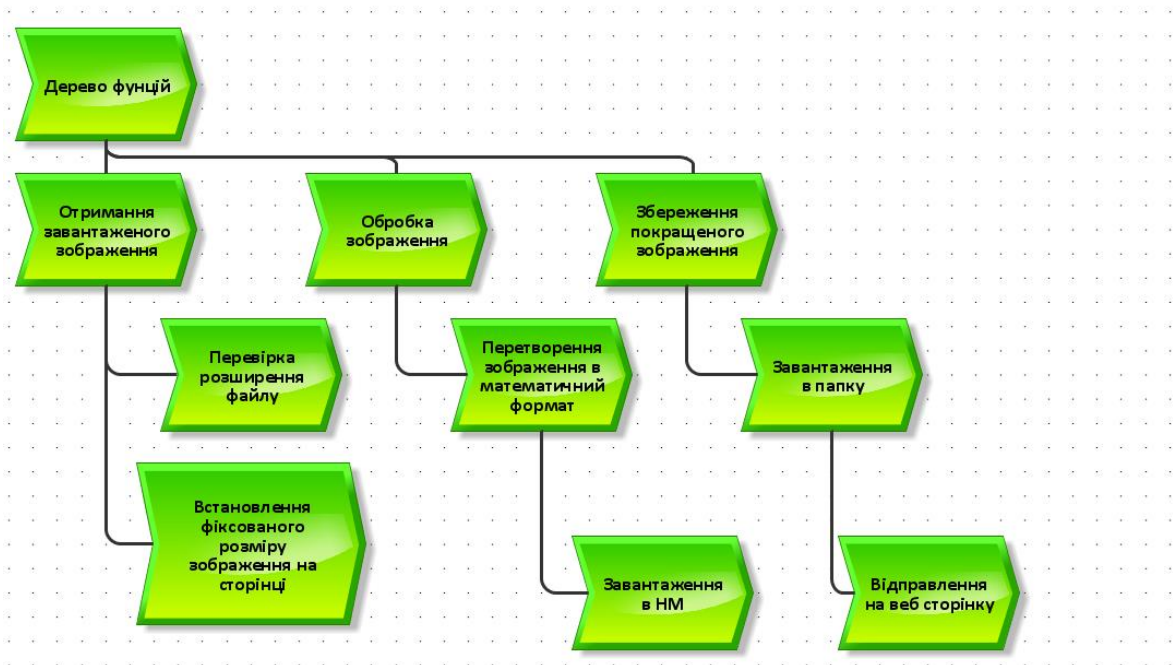 Дерево фунцій
Отримання
завантаженого
зображення
Обробка
зображення
Збереження
покращеного
зображення
Перевірка
розширення
файлу
Перетворення
зображення в
математичний
формат
Завантаження
в папку
Встановлення
фіксованого
розміру
зображення на
сторінці
Завантаження
в НМ
Відправлення
на веб сторінку